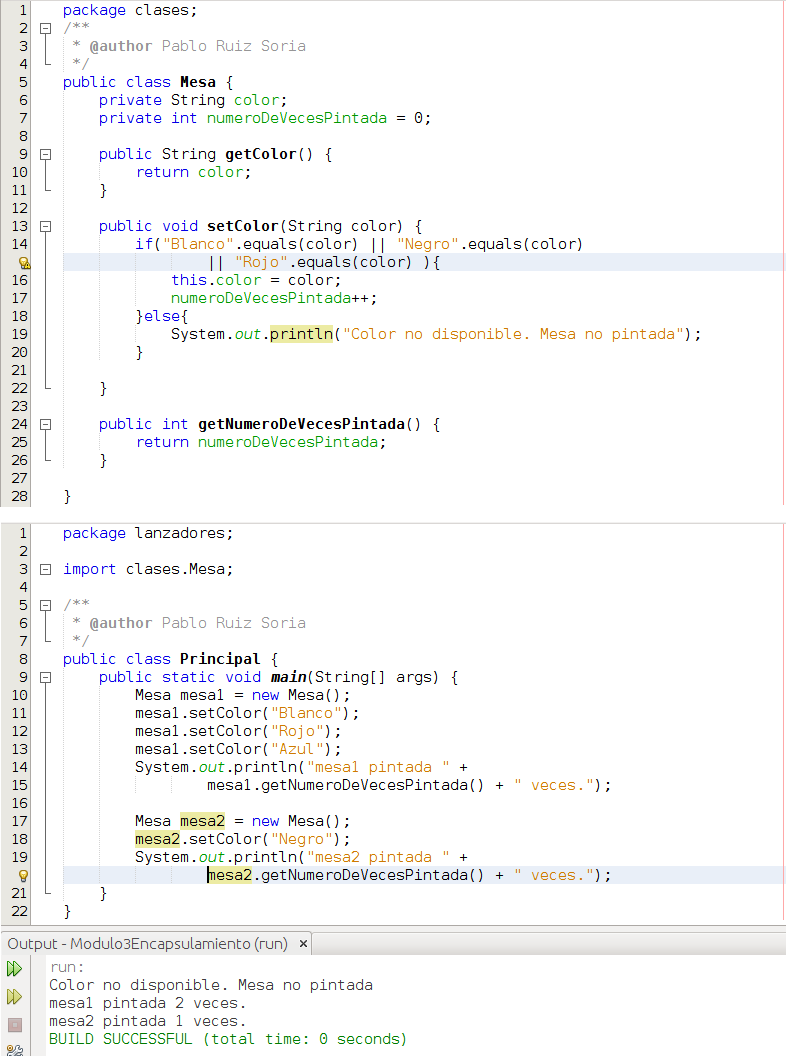 1 package clases;
2 /**
3 * @author Pablo Ruiz Soria
4 */
5 public class Mesa {
6 private String color;
7 private int numeroDeVecesPintada = 0;
8
9 public String getColor() {
10 return color;
11 }
12
13 public void setColor(String color) {
14 if("Blanco".equals(color) || "Negro".equals(color)
|| "Rojo".equals(color) ){
16 this.color = color;
17 numeroDeVecesPintada++;
18 }else{
19 System.out.println("Color no disponible. Mesa no pintada");
20 }
21
22 }
23
24 public int getNumeroDeVecesPintada() {
25 return numeroDeVecesPintada;
26 }
27
28 }
1 package lanzadores;
2
3 import clases.Mesa;
4
5 /**
6 * @author Pablo Ruiz Soria
7 */
8 public class Principal {
9 public static void main(String[] args) {
10 Mesa mesa1 = new Mesa();
11 mesa1.setColor("Blanco");
12 mesa1.setColor("Rojo");
13 mesa1.setColor("Azul");
14 System.out.println("mesa1 pintada " +
15 mesa1.getNumeroDeVecesPintada() + " veces.");
16
17 Mesa mesa2 = new Mesa();
18 mesa2.setColor("Negro");
19 System.out.println("mesa2 pintada " +
mesa2.getNumeroDeVecesPintada() + " veces.");
21 }
22 }
Output - Modulo3Encapsulamiento (run) ×
run:
Color no disponible. Mesa no pintada
mesa1 pintada 2 veces.
mesa2 pintada 1 veces.
BUILD SUCCESSFUL (total time: 0 seconds)